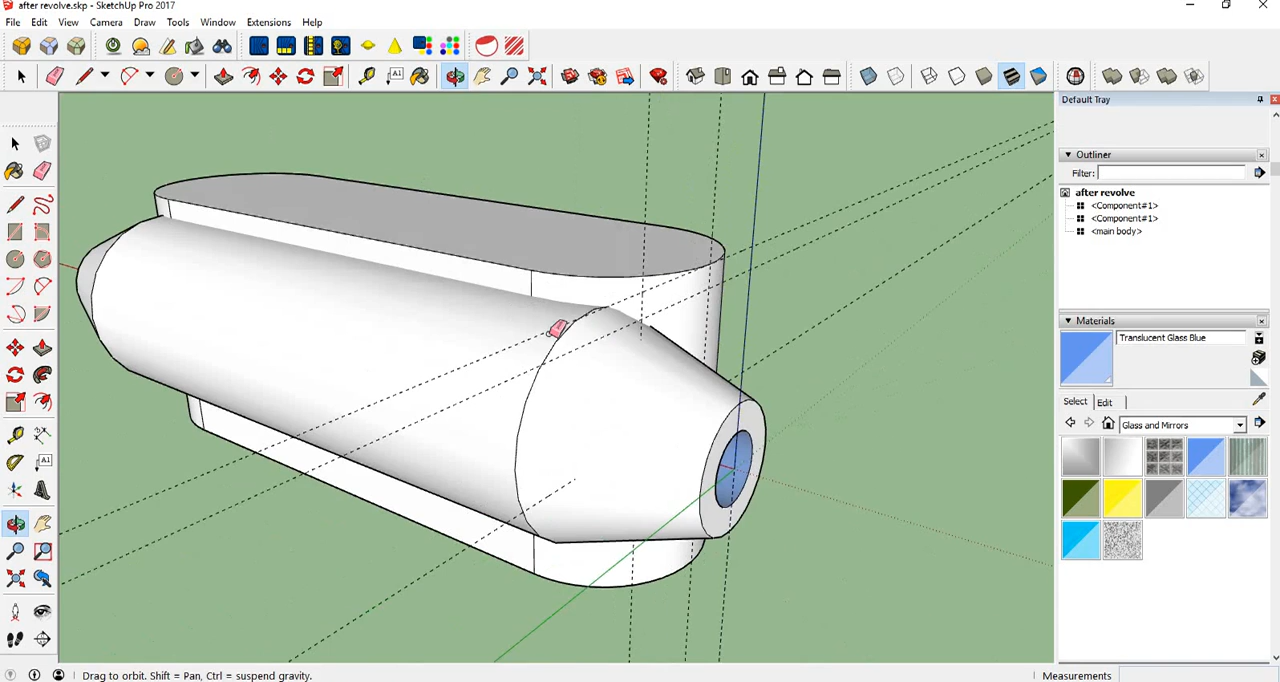 after revolve.skp - SketchUp Pro 2017
File Edit View Camera Draw Tools Window Extensions Help
A1
Default Tray
Outliner
Filter:
after revolve
<Component#1>
<Component#1>
<main body>
Materials
Translucent Glass Blue
Select Edit
Glass and Mirrors
A1
Drag to orbit. Shift = Pan, Ctrl = suspend gravity.
Measurements